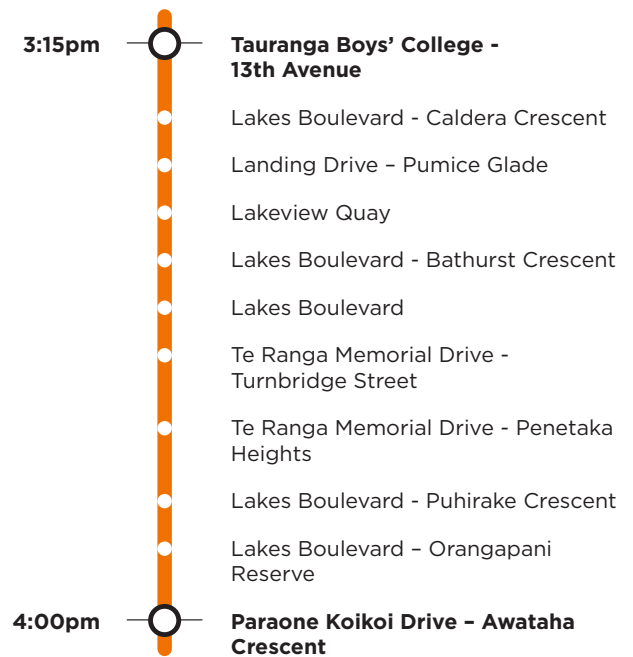 3:15pm
Tauranga Boys’ College -
13th Avenue
Lakes Boulevard - Caldera Crescent
Landing Drive – Pumice Glade
Lakeview Quay
Lakes Boulevard - Bathurst Crescent
Lakes Boulevard
Te Ranga Memorial Drive -
Turnbridge Street
Te Ranga Memorial Drive - Penetaka
Heights
Lakes Boulevard - Puhirake Crescent
Lakes Boulevard – Orangapani
Reserve
4:00pm
Paraone Koikoi Drive – Awataha
Crescent